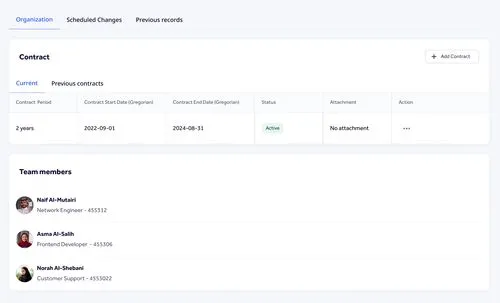 Organization Scheduled Changes Previous records
Contract + Add Contract
Current Previous contracts
Contract Period Contract Start Date (Gregorian) Contract End Date (Gregorian) Status Attachment Action
2 years 2022-09-01 2024-08-31 Active No attachment ...
Team members
Naif Al-Mutairi
Network Engineer - 455312
Asma Al-Salih
Frontend Developer - 455306
Norah Al-Shebani
Customer Support - 4553022